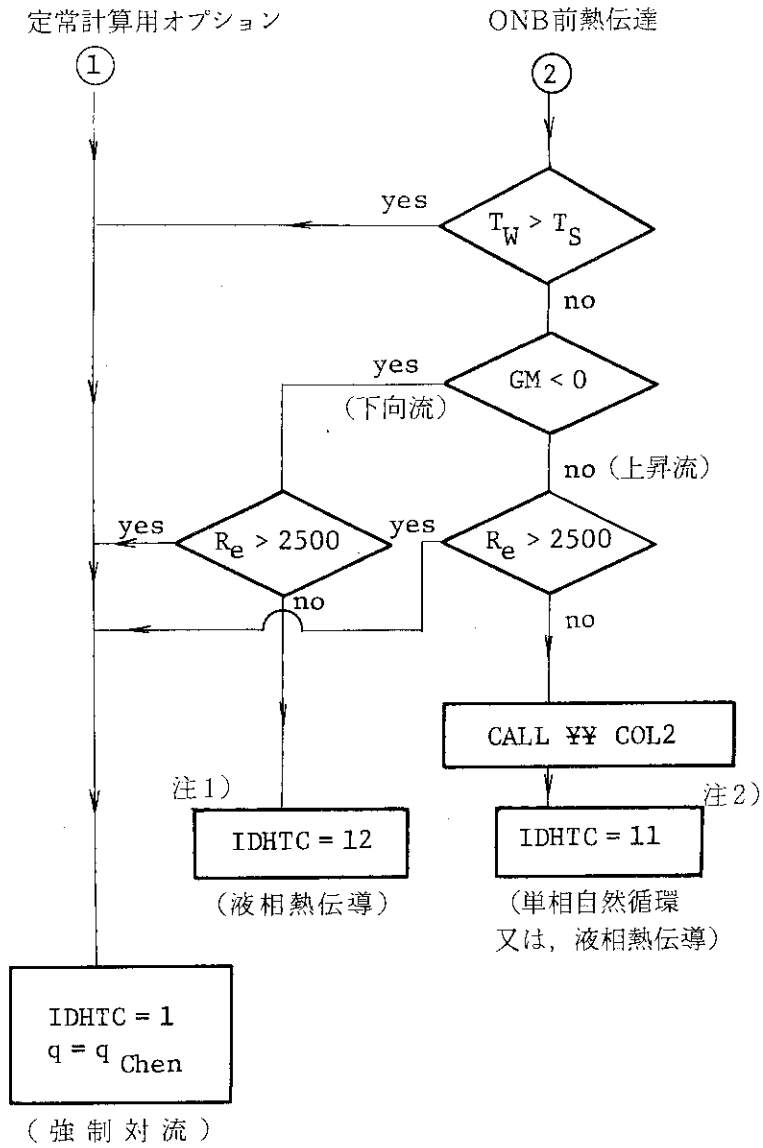 定常計算用オプション
ONB前熱伝達
1
2
yes
T_W > T_S
no
yes
GM < 0
(下向流)
no (上昇流)
yes
R_e > 2500
yes
R_e > 2500
no
no
CALL ¥¥ COL2
注1)
注2)
IDHTC = 12
IDHTC = 11
(液相熱伝導)
(単相自然循環
又は,液相熱伝導)
IDHTC = 1
q = q_Chen
(強制対流)